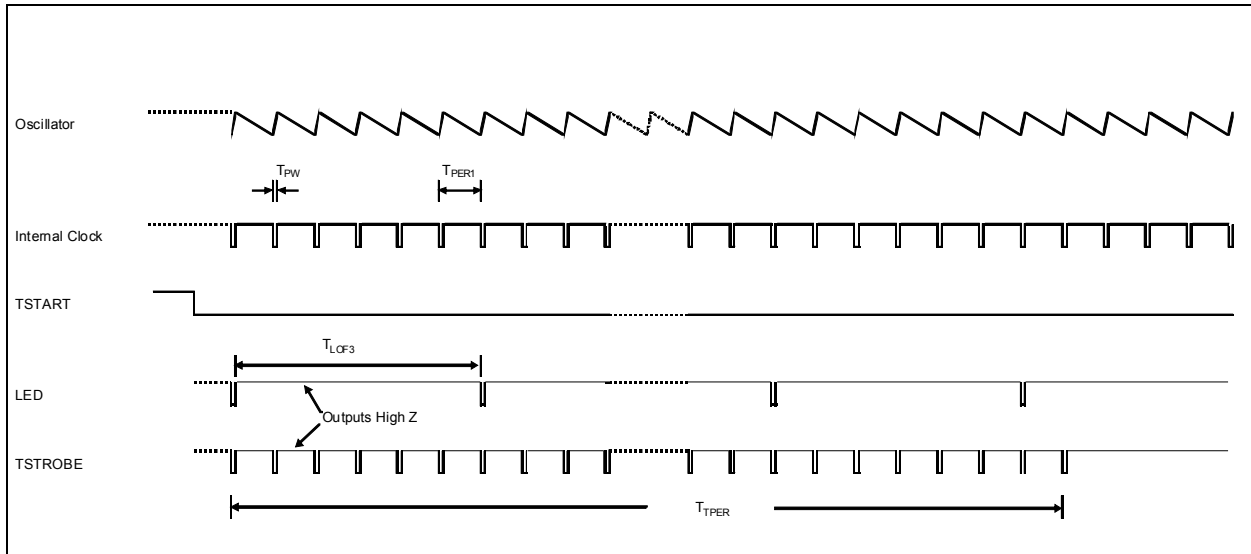 Oscillator
TPW
TPER1
Internal Clock
TSTART
TLOF3
LED
Outputs High Z
TSTROBE
TTPER